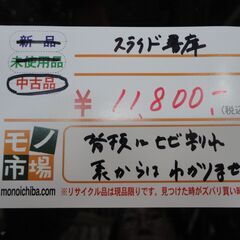 新品
スライド書庫
未使用品
中古品
¥11,800-
(税込
背板にヒビ割れ
表からはわかりませ
モノ市場
monoichiba.com
※リサイクル品は現品限りです。見つけた時がズバリ買い時